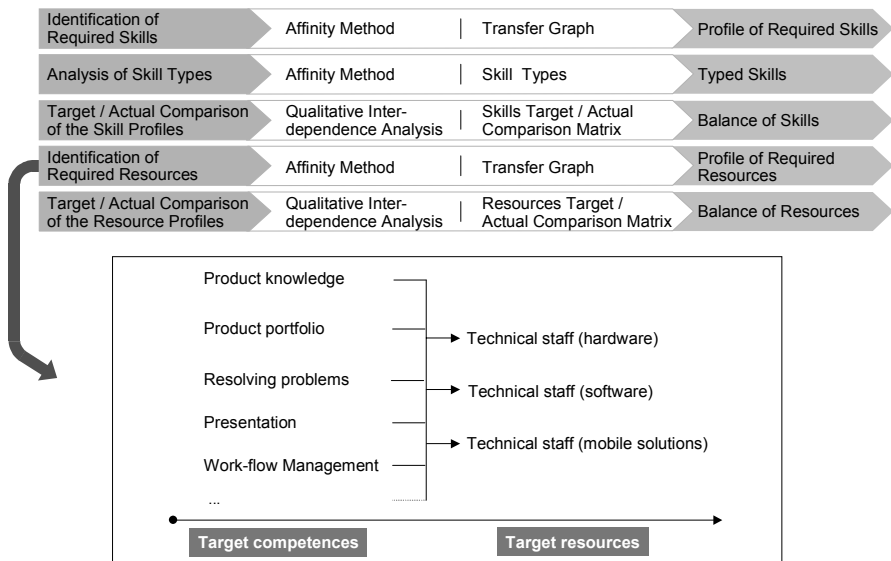 Identification of
Required Skills
Affinity Method
Transfer Graph
Profile of Required Skills
Analysis of Skill Types
Affinity Method
Skill Types
Typed Skills
Target / Actual Comparison
of the Skill Profiles
Qualitative Inter-
dependence Analysis
Skills Target / Actual
Comparison Matrix
Balance of Skills
Identification of
Required Resources
Affinity Method
Transfer Graph
Profile of Required
Resources
Target / Actual Comparison
of the Resource Profiles
Qualitative Inter-
dependence Analysis
Resources Target /
Actual Comparison Matrix
Balance of Resources
Product knowledge
Product portfolio
Resolving problems
Presentation
Work-flow Management
...
Technical staff (hardware)
Technical staff (software)
Technical staff (mobile solutions)
Target competences
Target resources